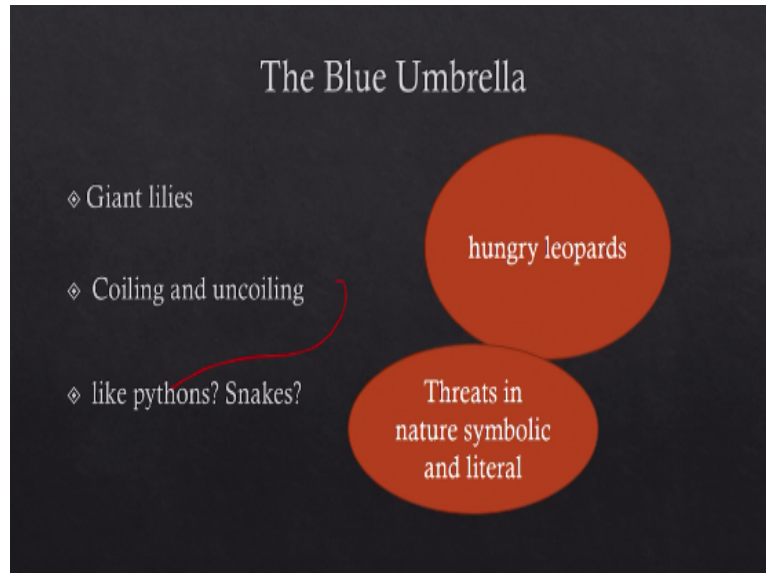 The Blue Umbrella
Giant lilies
Coiling and uncoiling
like pythons? Snakes?
hungry leopards
Threats in
nature symbolic
and literal